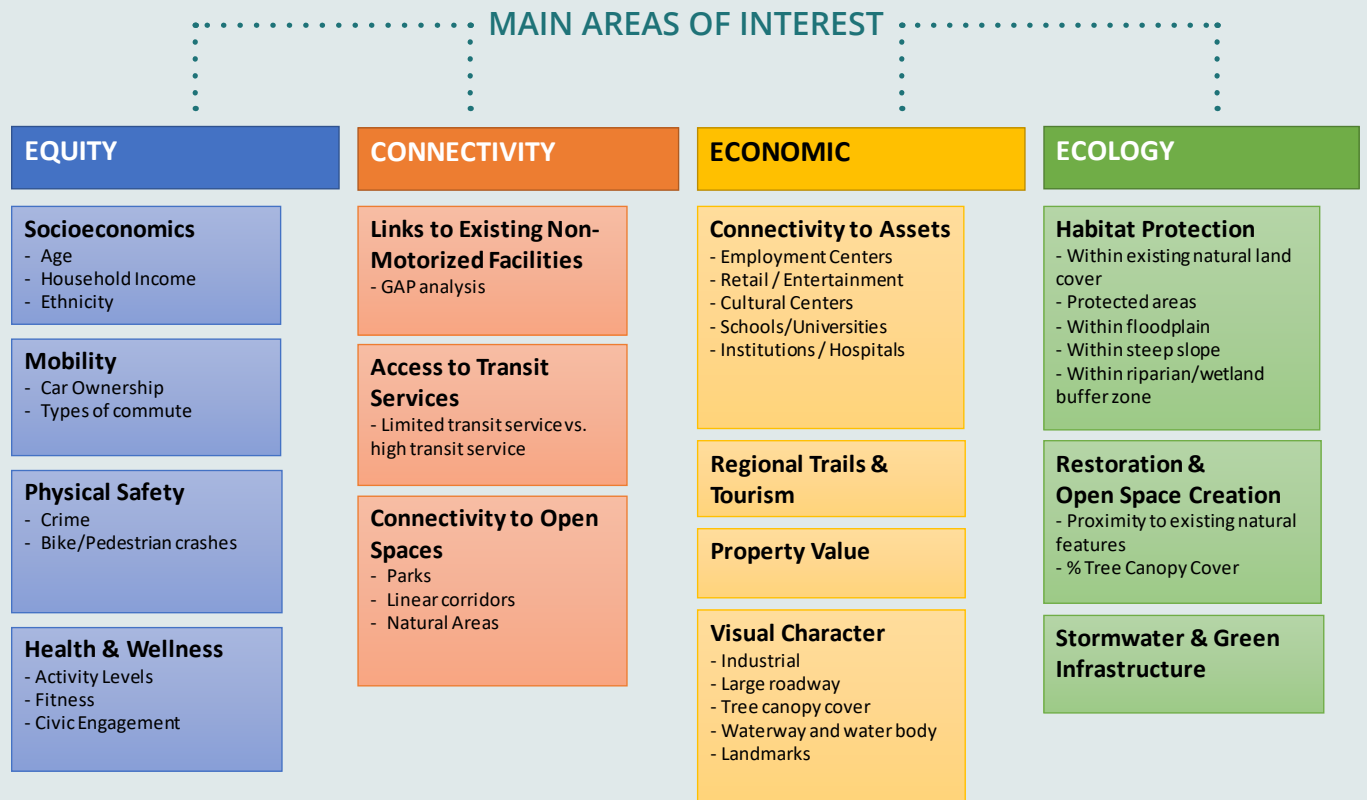 MAIN AREAS OF INTEREST
EQUITY
Socioeconomics
- Age
- Household Income
- Ethnicity
Mobility
- Car Ownership
- Types of commute
Physical Safety
- Crime
- Bike/Pedestrian crashes
Health & Wellness
- Activity Levels
- Fitness
- Civic Engagement
CONNECTIVITY
Links to Existing Non-
Motorized Facilities
- GAP analysis
Access to Transit
Services
- Limited transit service vs.
high transit service
Connectivity to Open
Spaces
- Parks
- Linear corridors
- Natural Areas
ECONOMIC
Connectivity to Assets
- Employment Centers
- Retail / Entertainment
- Cultural Centers
- Schools/Universities
- Institutions / Hospitals
Regional Trails &
Tourism
Property Value
Visual Character
- Industrial
- Large roadway
- Tree canopy cover
- Waterway and water body
- Landmarks
ECOLOGY
Habitat Protection
- Within existing natural land
cover
- Protected areas
- Within floodplain
- Within steep slope
- Within riparian/wetland
buffer zone
Restoration &
Open Space Creation
- Proximity to existing natural
features
- % Tree Canopy Cover
Stormwater & Green
Infrastructure